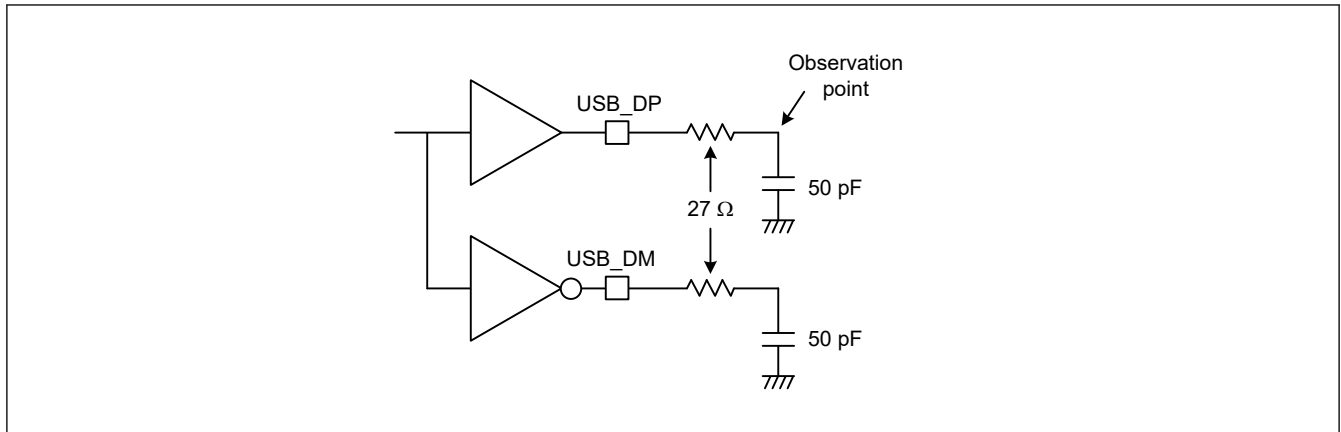 Observation
point
USB_DP
50 pF
27 Ω
USB_DM
50 pF